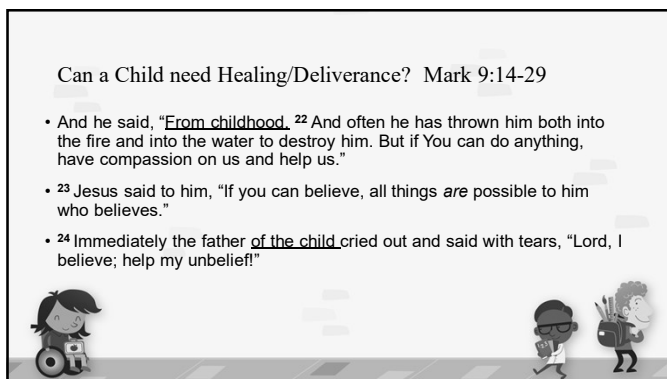 Can a Child need Healing/Deliverance? Mark 9:14-29
• And he said, “From childhood. 22 And often he has thrown him both into
the fire and into the water to destroy him. But if You can do anything,
have compassion on us and help us.”
• 23 Jesus said to him, “If you can believe, all things are possible to him
who believes.”
• 24 Immediately the father of the child cried out and said with tears, “Lord, I
believe; help my unbelief!”